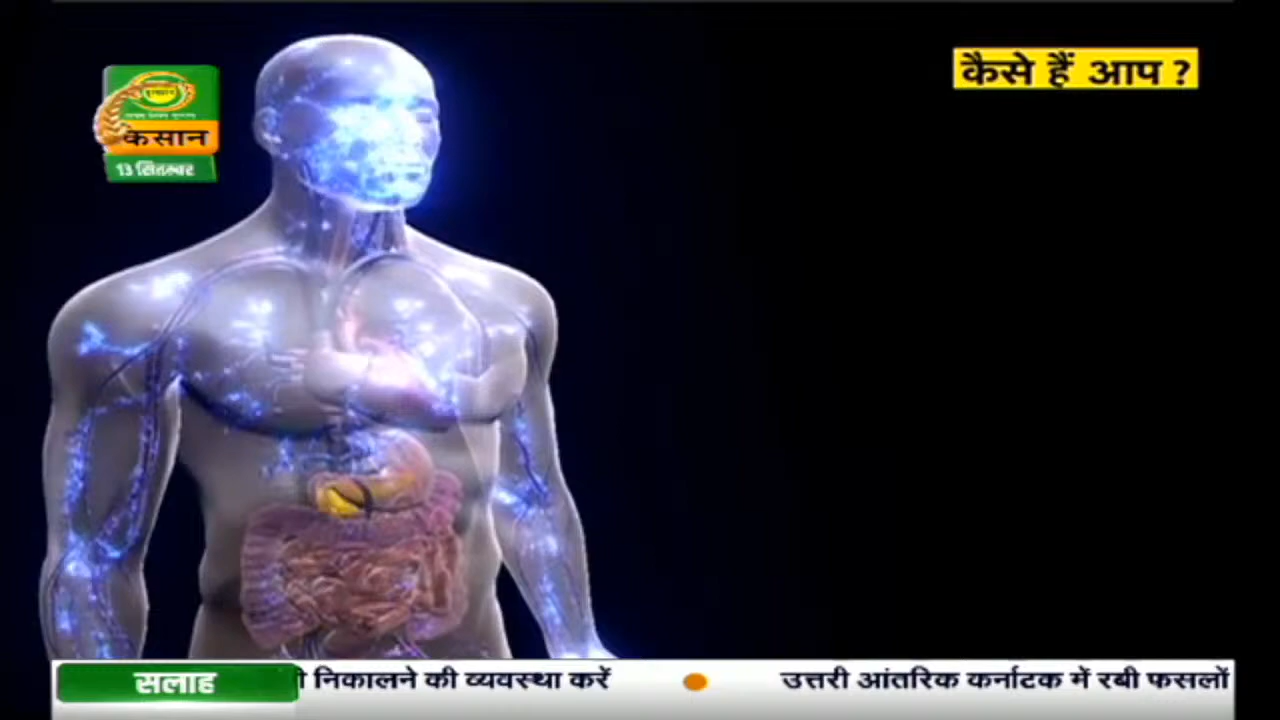 कैसे हैं आप ?
किसान
13 सितम्बर
सलाह
निकालने की व्यवस्था करें
उत्तरी आंतरिक कर्नाटक में रबी फसलों